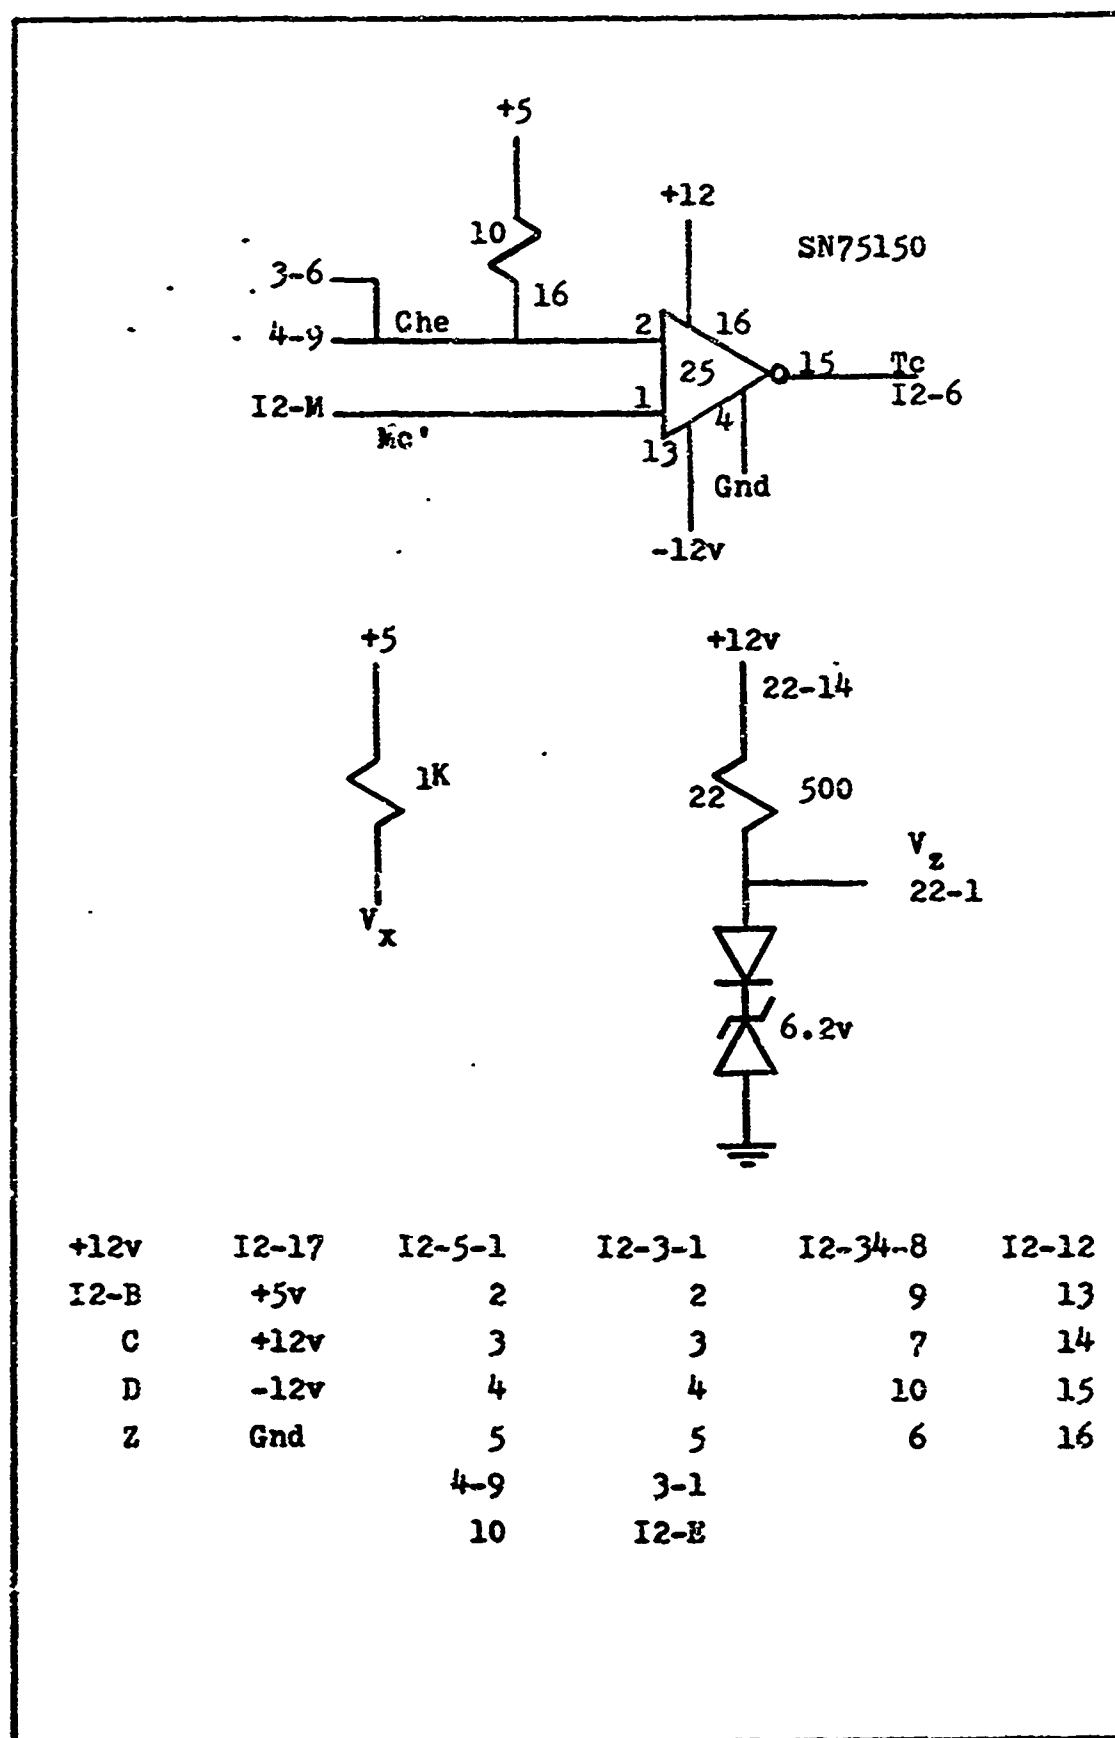 +5
+12
10
SN75150
3-6
16
4-9
Che
2
16
25
15
Tc
I2-M
1
4
I2-6
13
Gnd
-12v
+5
+12v
22-14
1K
22
500
Vz
22-1
Vx
6.2v
+12v I2-17 I2-5-1 I2-3-1 I2-34-8 I2-12
I2-B +5v 2 2 9 13
C +12v 3 3 7 14
D -12v 4 4 10 15
Z Gnd 5 5 6 16
4-9 3-1
10 I2-E